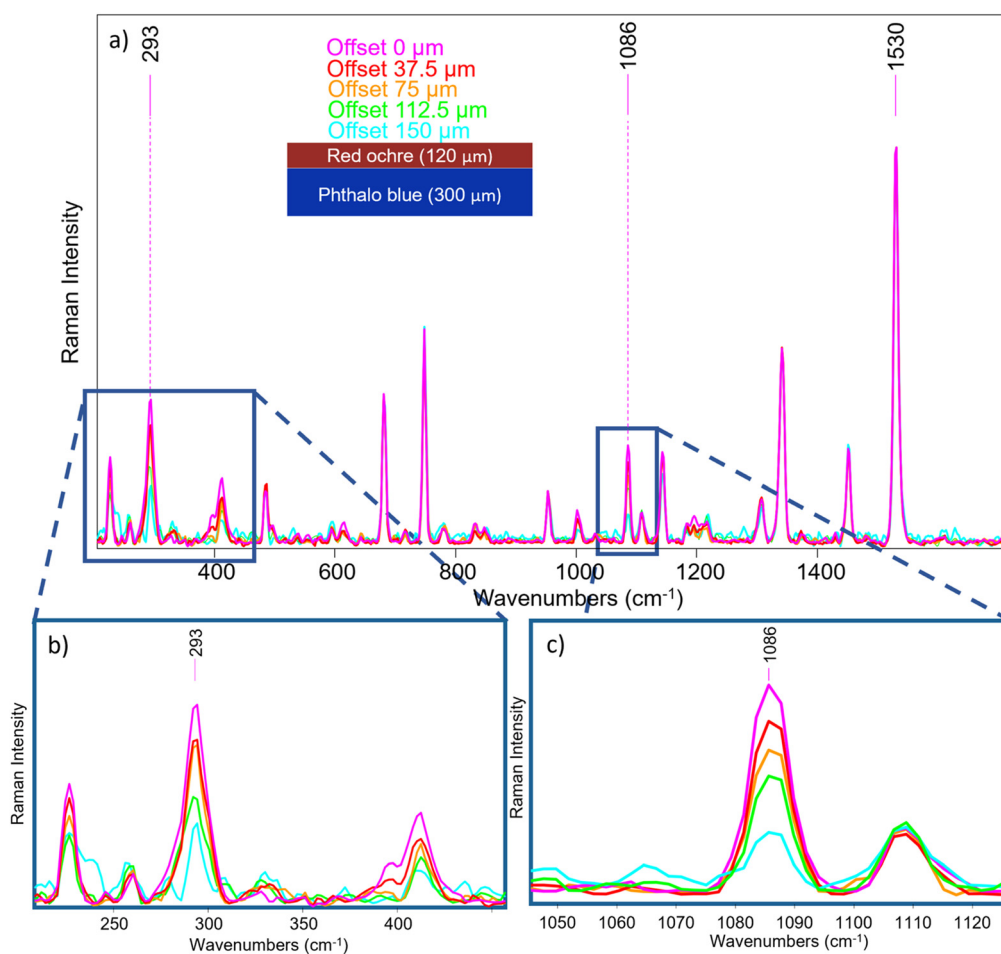 a)
293
1086
1530
Offset 0 µm
Offset 37.5 µm
Offset 75 µm
Offset 112.5 µm
Offset 150 µm
Red ochre (120 µm)
Phthalo blue (300 µm)
Raman Intensity
400
600
800
1000
1200
1400
Wavenumbers (cm-1)
b)
293
Raman Intensity
250
300
350
400
Wavenumbers (cm-1)
c)
1086
Raman Intensity
1050
1060
1070
1080
1090
1100
1110
1120
Wavenumbers (cm-1)